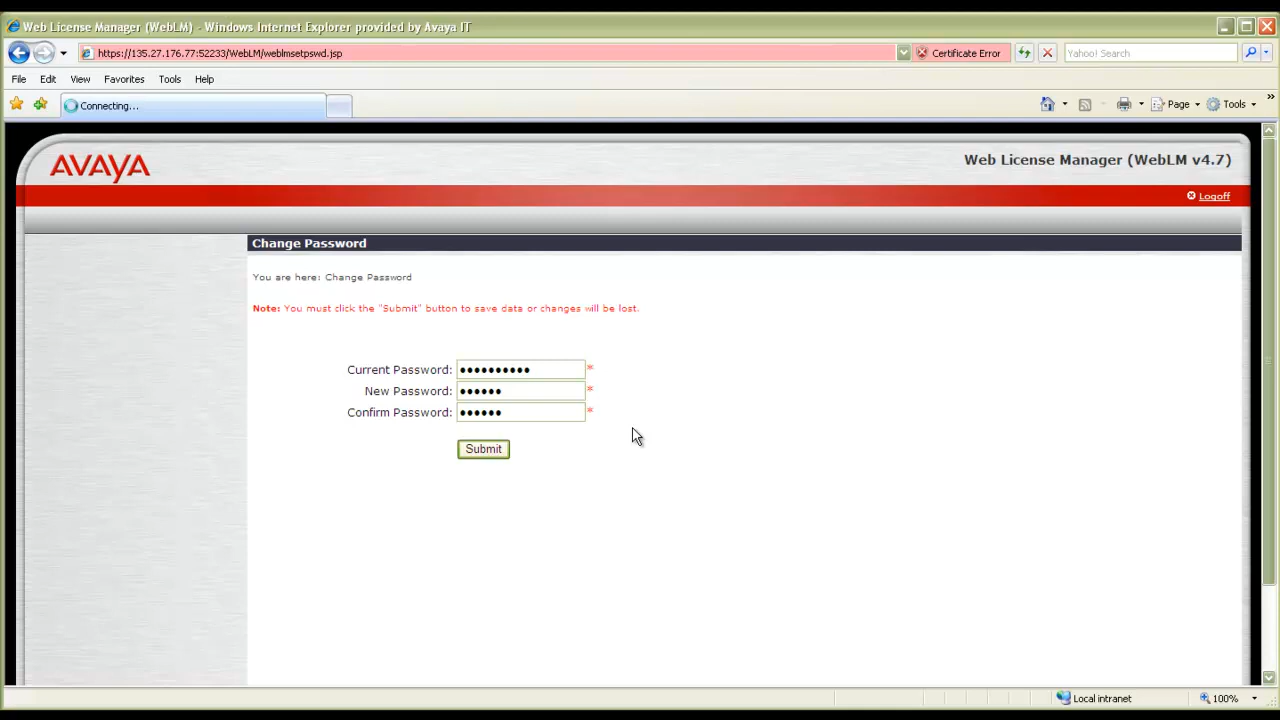 Web License Manager (WebLM) - Windows Internet Explorer provided by Avaya IT
https://135.27.176.77:52233/WebLM/weblmsetpswd.jsp Certificate Error Yahoo! Search
File Edit View Favorites Tools Help
Connecting... Page Tools
AVAYA Web License Manager (WebLM v4.7)
Logoff
Change Password
You are here: Change Password
Note: You must click the "Submit" button to save data or changes will be lost.
Current Password: •••••••••• *
New Password: •••••• *
Confirm Password: •••••• *
Submit
Local intranet 100%